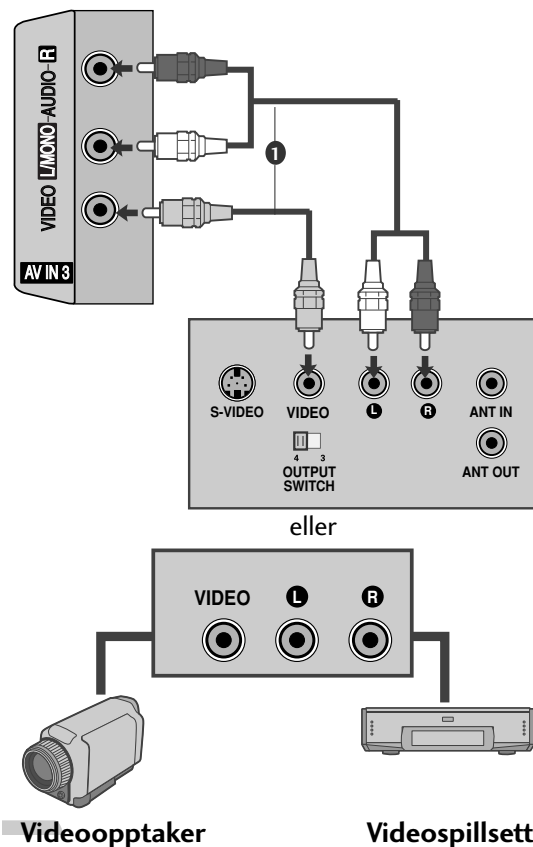 VIDEO L/MONO-AUDIO-R
AV IN 3
1
S-VIDEO VIDEO L R ANT IN
4 3
OUTPUT
SWITCH
ANT OUT
eller
VIDEO L R
Videoopptaker Videospillsett